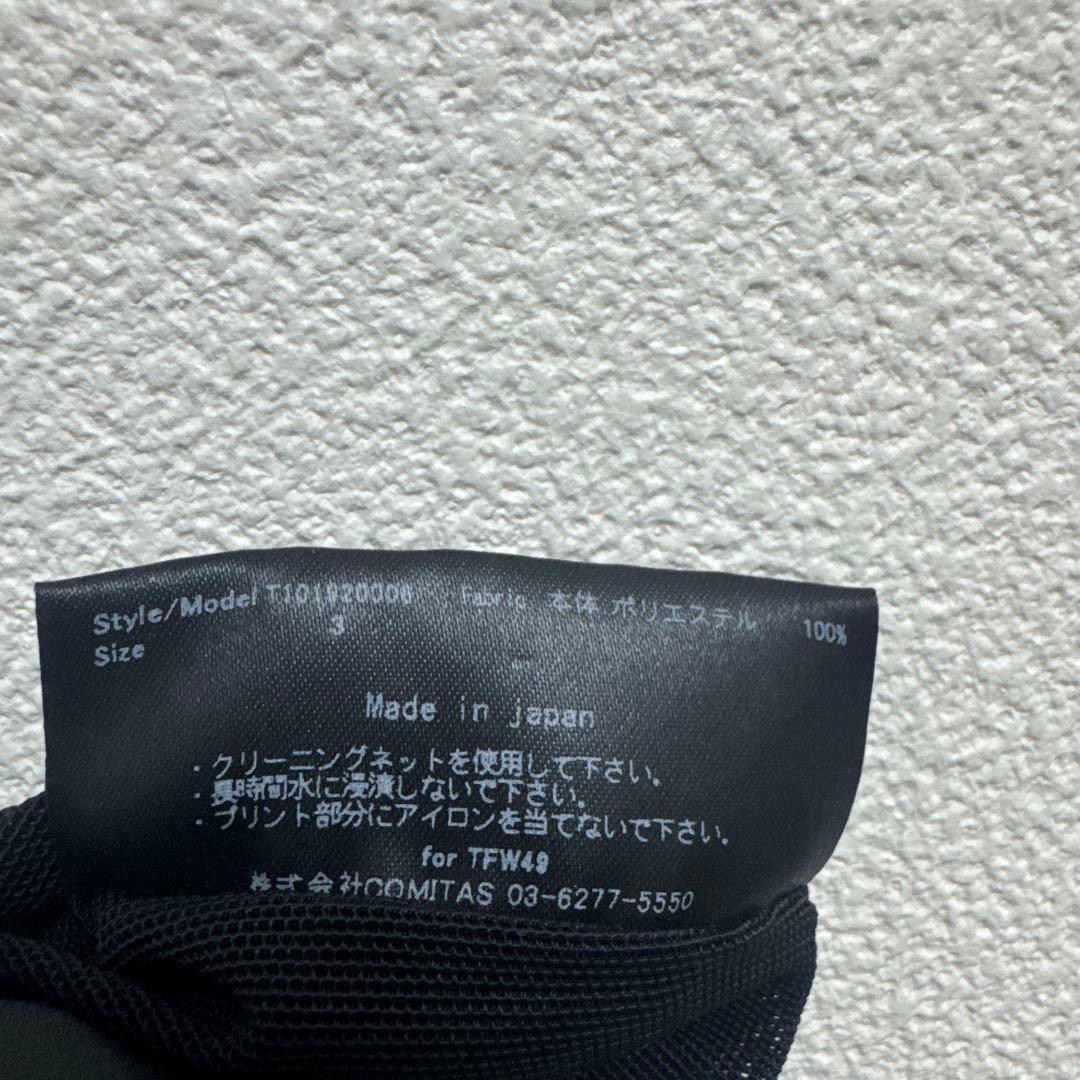 Style/Model T101920006 Fabric 本体 ポリエステル 100%
Size 3
Made in japan
・クリーニングネットを使用して下さい。
・長時間水に浸漬しないで下さい。
・プリント部分にアイロンを当てないで下さい。
for TFW49
株式会社COMITAS 03-6277-5550